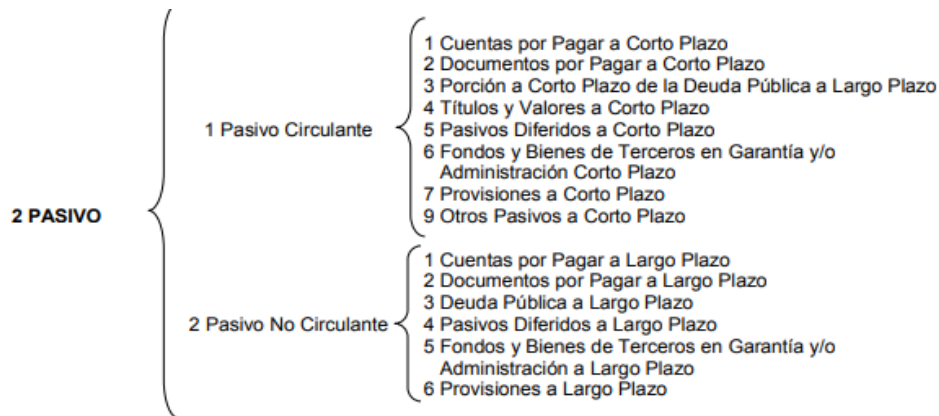 2 PASIVO
1 Pasivo Circulante
1 Cuentas por Pagar a Corto Plazo
2 Documentos por Pagar a Corto Plazo
3 Porción a Corto Plazo de la Deuda Pública a Largo Plazo
4 Títulos y Valores a Corto Plazo
5 Pasivos Diferidos a Corto Plazo
6 Fondos y Bienes de Terceros en Garantía y/o
Administración Corto Plazo
7 Provisiones a Corto Plazo
9 Otros Pasivos a Corto Plazo
2 Pasivo No Circulante
1 Cuentas por Pagar a Largo Plazo
2 Documentos por Pagar a Largo Plazo
3 Deuda Pública a Largo Plazo
4 Pasivos Diferidos a Largo Plazo
5 Fondos y Bienes de Terceros en Garantía y/o
Administración a Largo Plazo
6 Provisiones a Largo Plazo